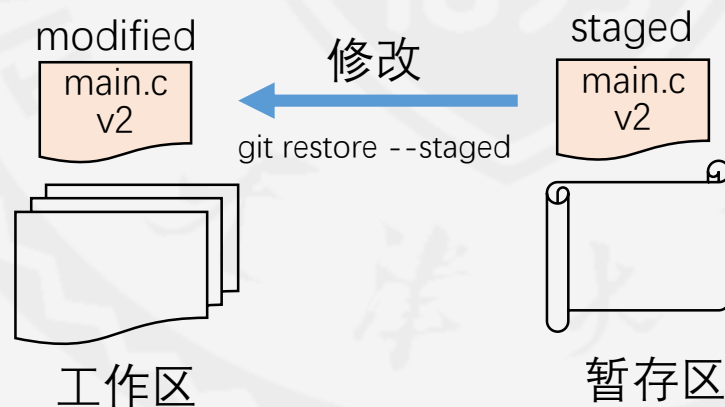 modified
main.c
v2
修改
git restore --staged
staged
main.c
v2
工作区
暂存区